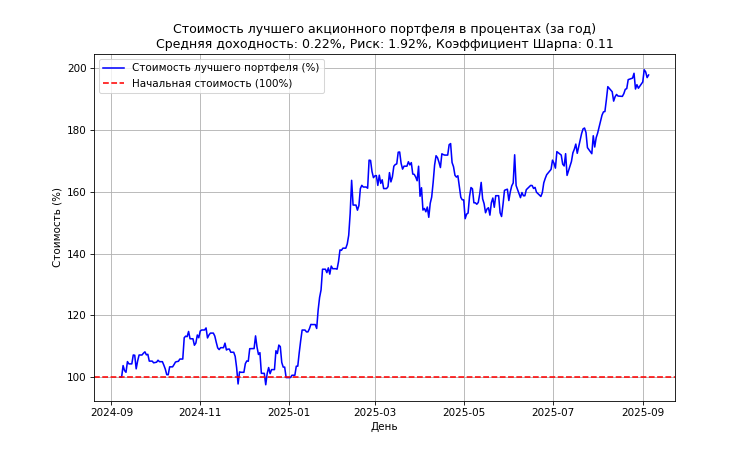 Стоимость лучшего акционного портфеля в процентах (за год)
Средняя доходность: 0.22%, Риск: 1.92%, Коэффициент Шарпа: 0.11
Стоимость лучшего портфеля (%)
Начальная стоимость (100%)
Стоимость (%)
200
180
160
140
120
100
2024-09
2024-11
2025-01
2025-03
2025-05
2025-07
2025-09
День